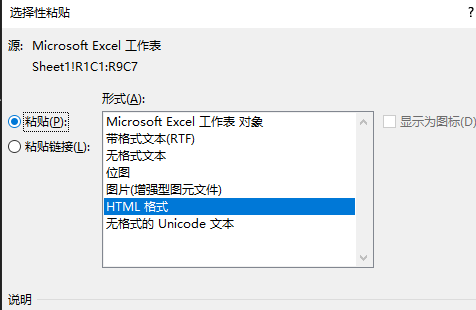 选择性粘贴
?
源: Microsoft Excel 工作表
Sheet1!R1C1:R9C7
形式(A):
粘贴(P):
粘贴链接(L):
Microsoft Excel 工作表 对象
带格式文本(RTF)
无格式文本
位图
图片(增强型图元文件)
HTML 格式
无格式的 Unicode 文本
显示为图标(D)
说明